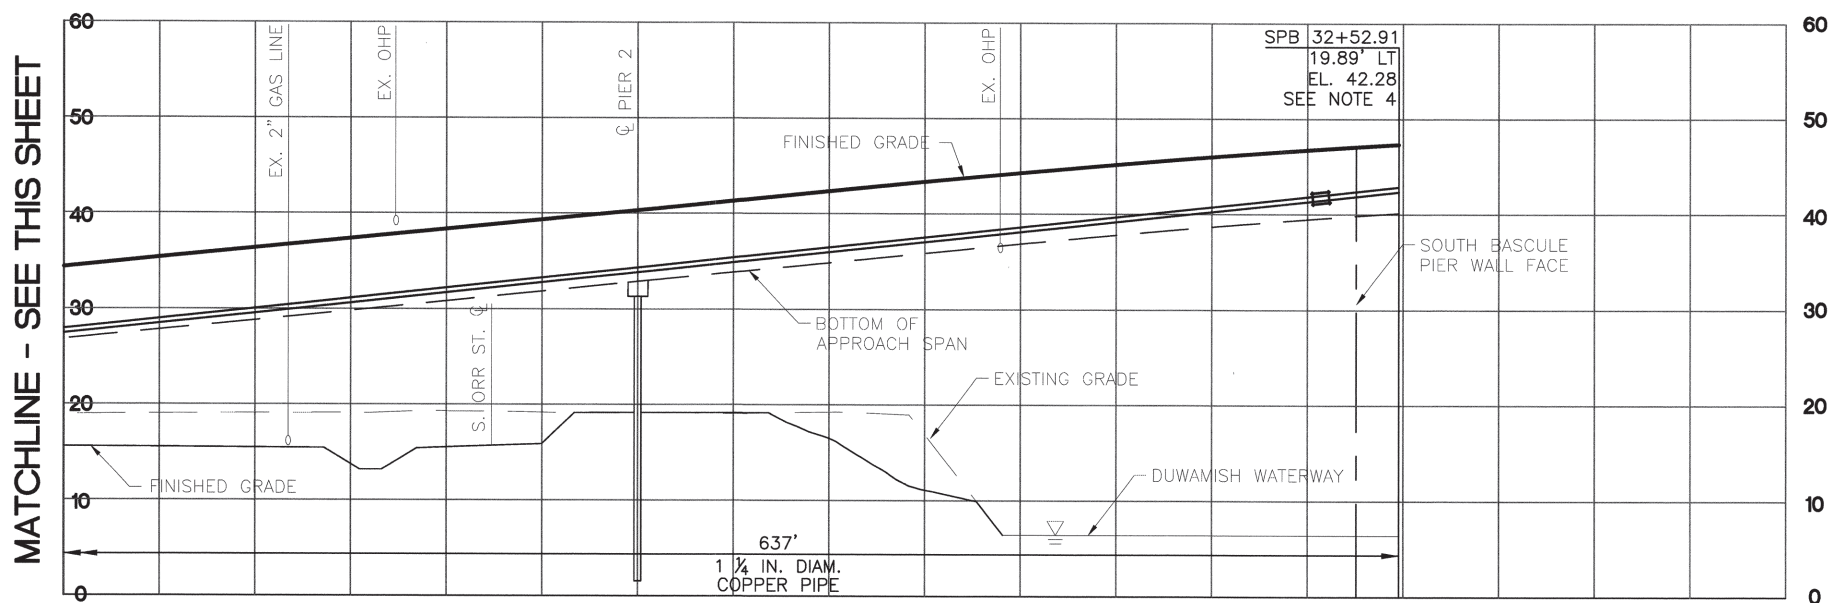 MATCHLINE - SEE THIS SHEET
60
50
40
30
20
10
0
EX. 2" GAS LINE
EX. OHP
℄ PIER 2
EX. OHP
SPB 32+52.91
19.89' LT
EL. 42.28
SEE NOTE 4
60
50
40
30
20
10
0
FINISHED GRADE
SOUTH BASCULE
PIER WALL FACE
S. ORR ST. ℄
BOTTOM OF
APPROACH SPAN
EXISTING GRADE
FINISHED GRADE
DUWAMISH WATERWAY
637'
1 ¼ IN. DIAM.
COPPER PIPE